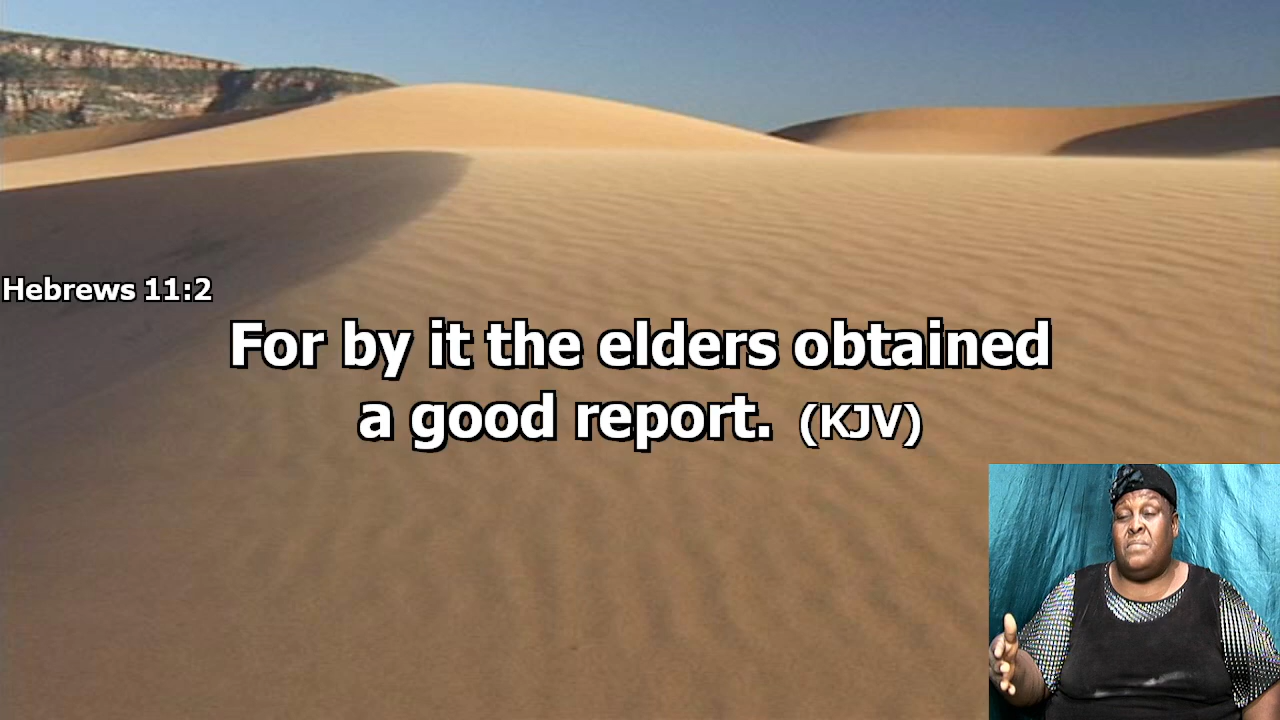 Hebrews 11:2
For by it the elders obtained
a good report. (KJV)